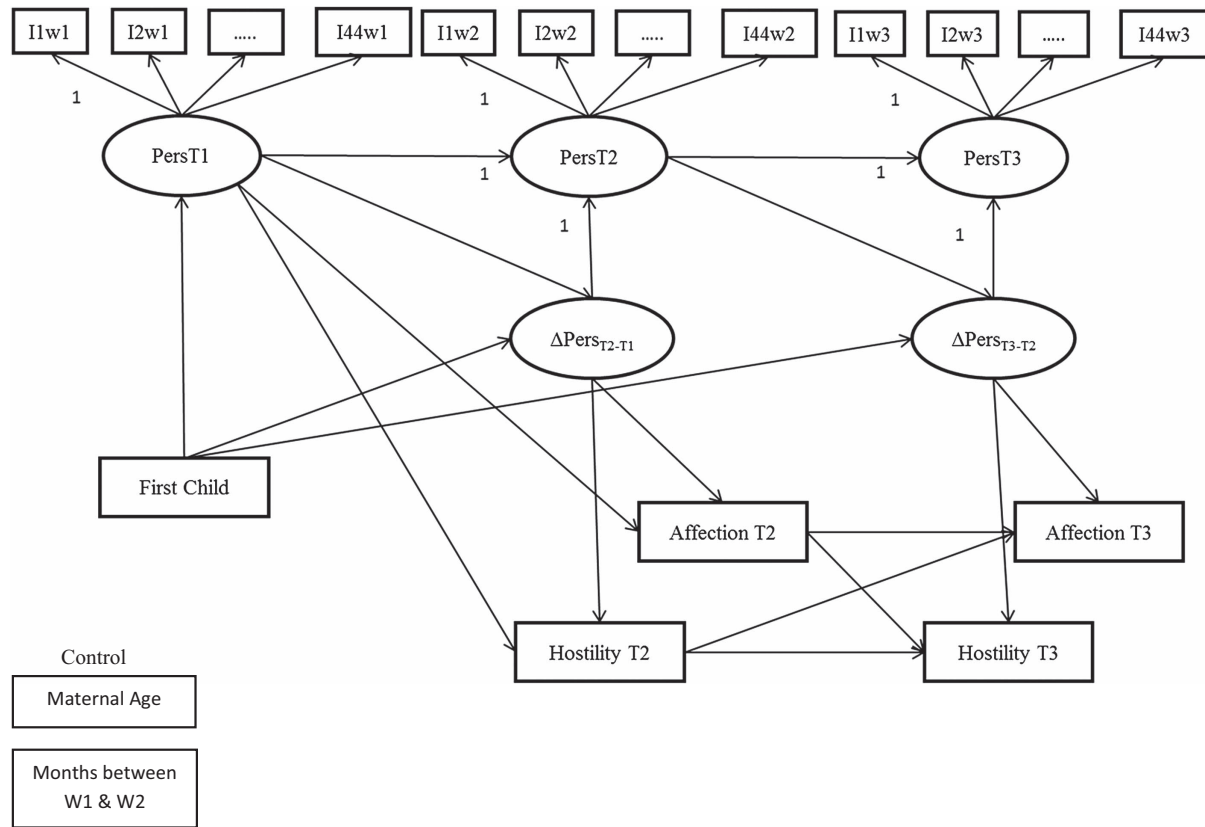 I1w1 I2w1 ..... I44w1 I1w2 I2w2 ..... I44w2 I1w3 I2w3 ..... I44w3
1 1 1
PersT1 PersT2 PersT3
1 1
1 1
ΔPersT2-T1 ΔPersT3-T2
First Child
Affection T2 Affection T3
Hostility T2 Hostility T3
Control
Maternal Age
Months between
W1 & W2